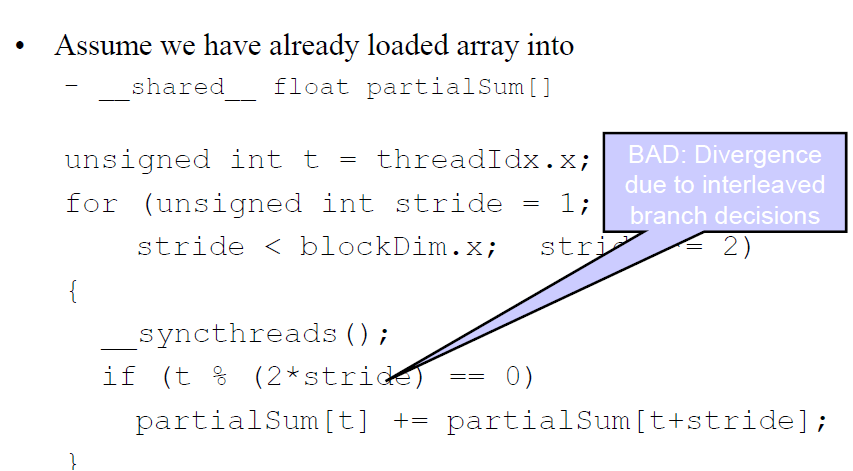 • Assume we have already loaded array into
– __shared__ float partialSum[]
unsigned int t = threadIdx.x;
BAD: Divergence
due to interleaved
branch decisions
for (unsigned int stride = 1;
stride < blockDim.x; stri = 2)
{
__syncthreads();
if (t % (2*stride) == 0)
partialSum[t] += partialSum[t+stride];
}